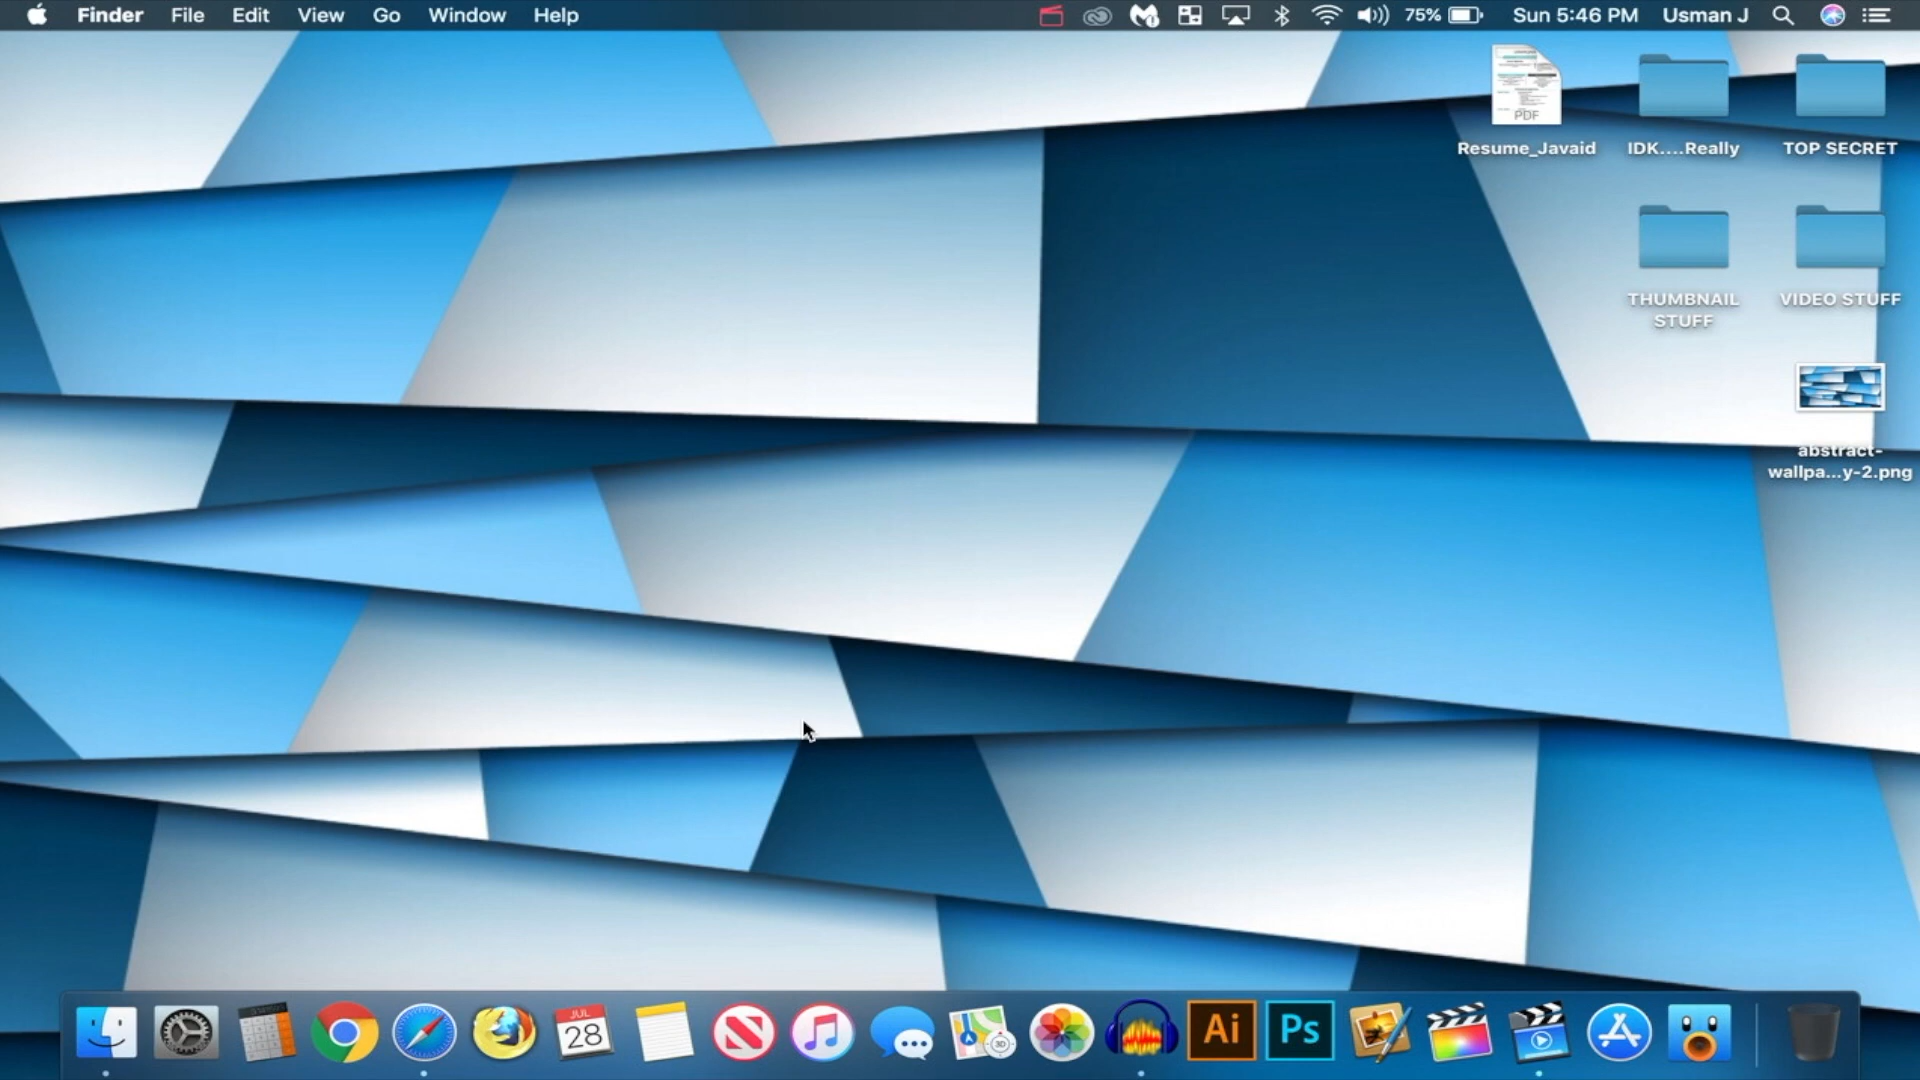 Finder File Edit View Go Window Help 75% Sun 5:46 PM Usman J
PDF
Resume_Javaid
IDK....Really
TOP SECRET
THUMBNAIL
STUFF
VIDEO STUFF
abstract-
wallpa...y-2.png
JUL
28
3D
Ai
Ps